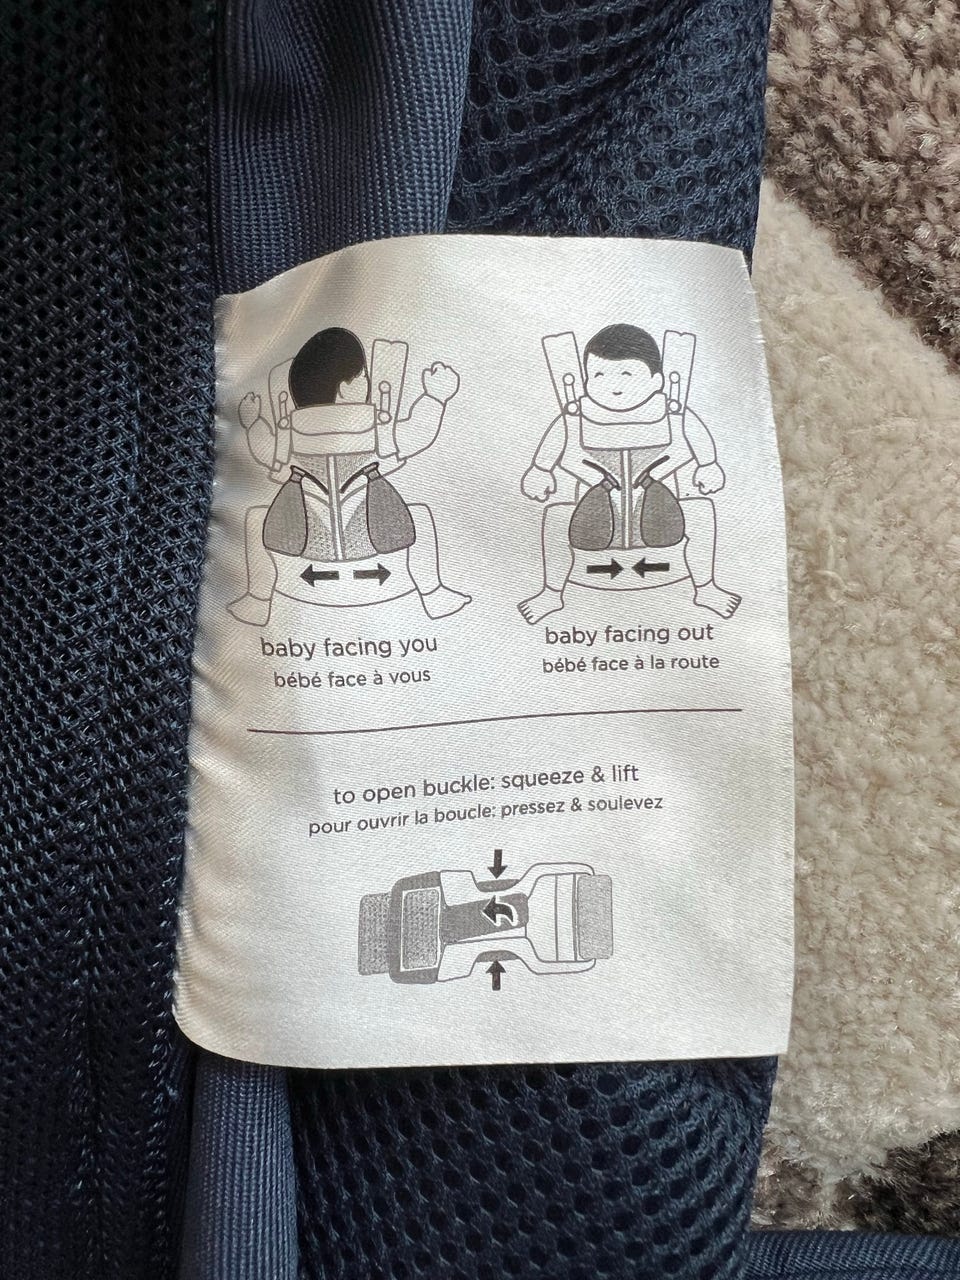 baby facing you
bébé face à vous
baby facing out
bébé face à la route
to open buckle: squeeze & lift
pour ouvrir la boucle: pressez & soulevez